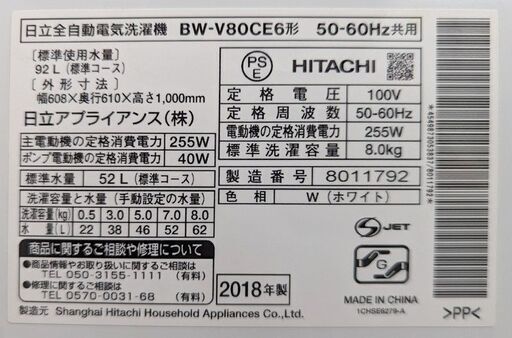 日立全自動電気洗濯機 BW-V80CE6形 50-60Hz共用
〔標準使用水量〕
92L(標準コース)
〔外形寸法〕
幅608×奥行610×高さ1,000mm
日立アプライアンス(株)
主電動機の定格消費電力 255W
ポンプ電動機の定格消費電力 40W
標準水量 52L(標準コース)
洗濯容量と水量(手動設定の水量)
洗濯容量(kg) 0.5 3.0 5.0 7.0 8.0
水量(L) 22 38 46 52 62
商品に関するご相談や修理について
●商品情報やお取り扱いに関するご相談は
TEL 050-3155-1111 (有料)
●修理に関するご相談は
TEL 0570-0031-68 (有料)
製造元 Shanghai Hitachi Household Appliances Co., Ltd.
PS
E
HITACHI
定格電圧 100V
定格周波数 50-60Hz
電動機の定格消費電力 255W
標準洗濯容量 8.0kg
製造番号 8011792
色相 W(ホワイト)
2018年製
S-JET
G
MADE IN CHINA
1CHSE6279-A
*4549873053837/8011792*
>PP<